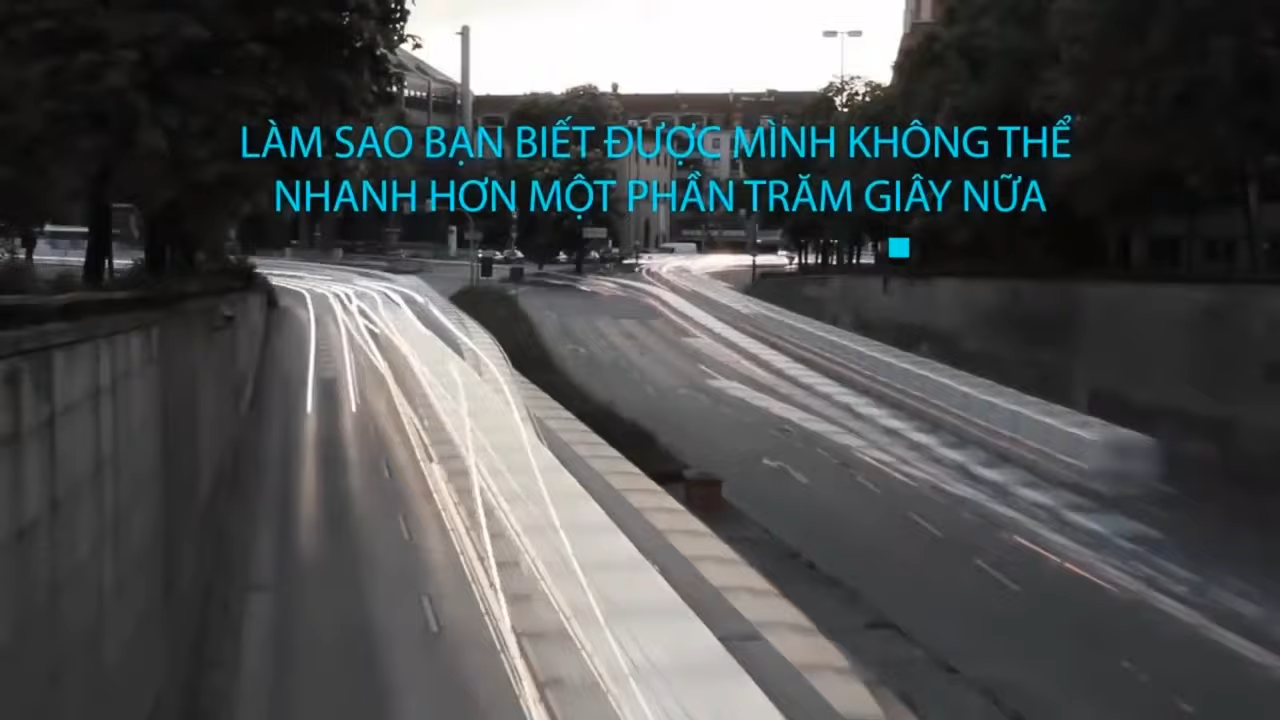 LÀM SAO BẠN BIẾT ĐƯỢC MÌNH KHÔNG THỂ
NHANH HƠN MỘT PHẦN TRĂM GIÂY NỮA